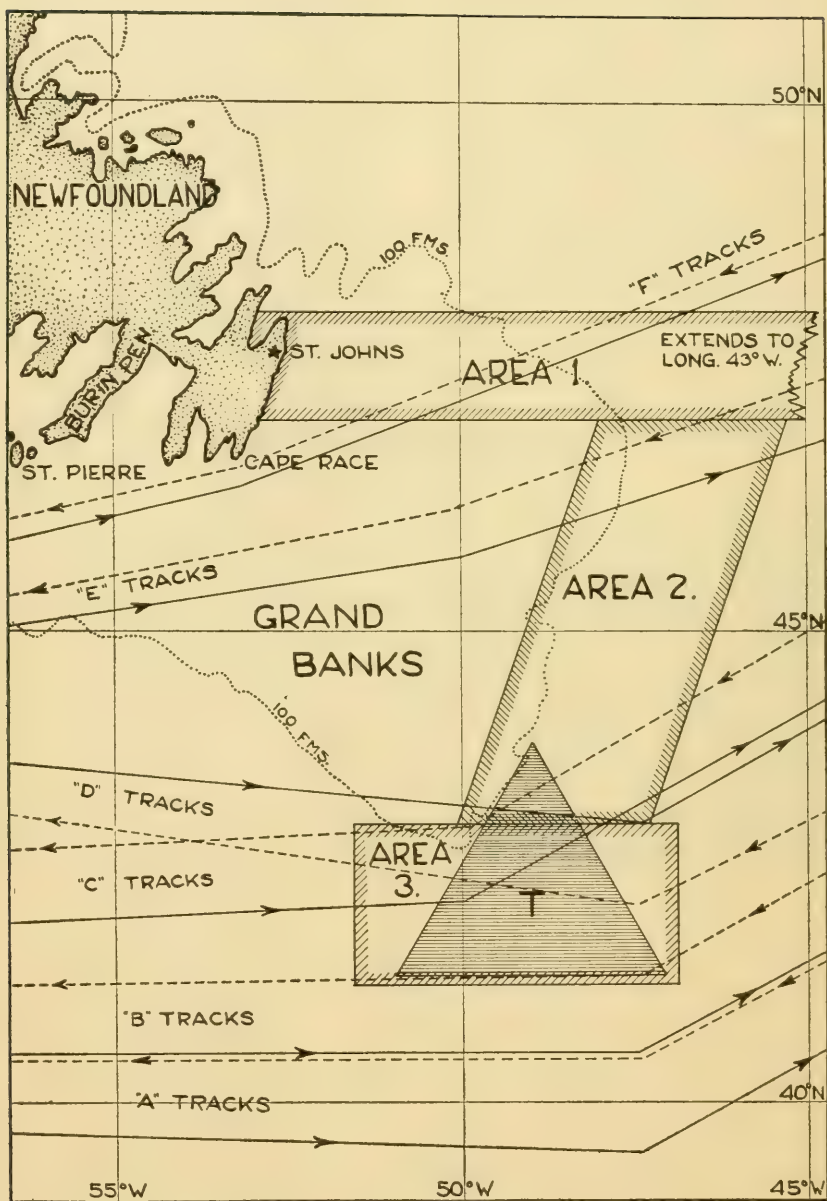 50°N
NEWFOUNDLAND
100 FMS.
"F" TRACKS
EXTENDS TO
LONG. 43° W.
ST. JOHNS
AREA 1
BURIN PEN
CAPE RACE
ST. PIERRE
"E" TRACKS
AREA 2.
GRAND
BANKS
45°N
100 FMS.
"D" TRACKS
AREA
3.
"C" TRACKS
T
"B" TRACKS
"A" TRACKS
40°N
55°W
50°W
45°W